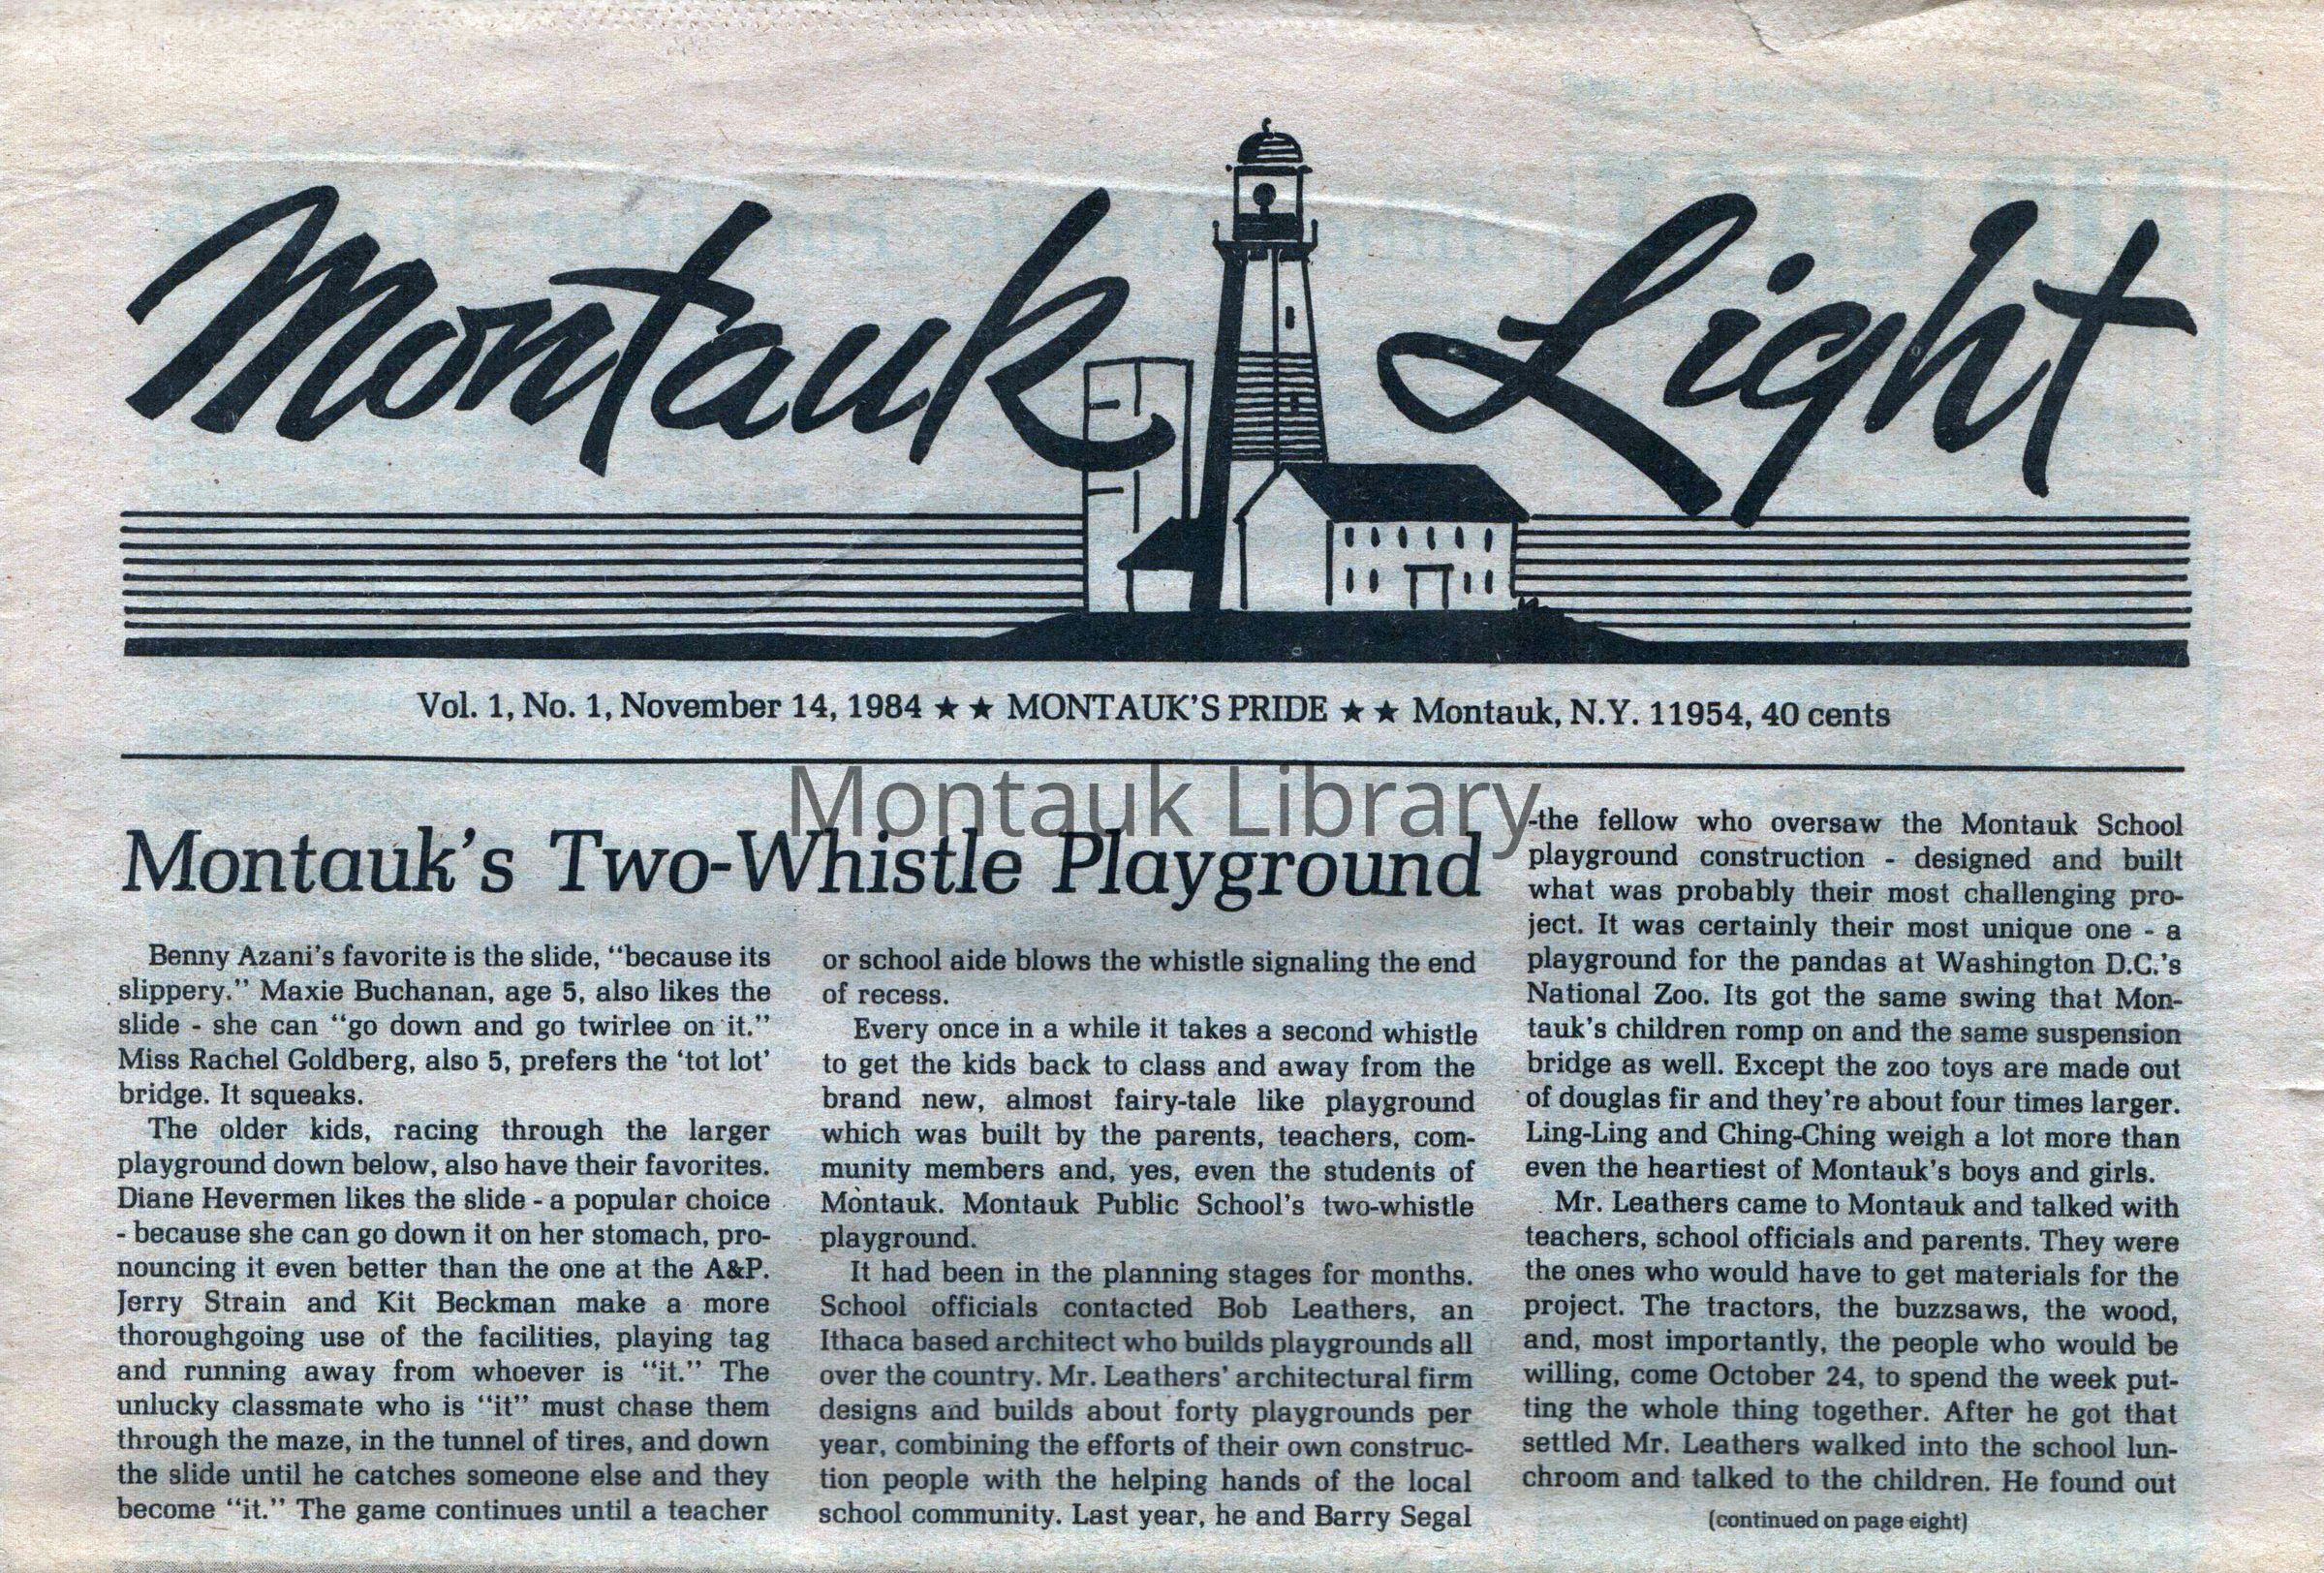 Montauk Light
Vol. 1, No. 1, November 14, 1984 ★ ★ MONTAUK'S PRIDE ★ ★ Montauk, N.Y. 11954, 40 cents
Montauk Library
Montauk's Two-Whistle Playground
Benny Azani's favorite is the slide, "because its
slippery." Maxie Buchanan, age 5, also likes the
slide - she can "go down and go twirlee on it."
Miss Rachel Goldberg, also 5, prefers the 'tot lot'
bridge. It squeaks.
The older kids, racing through the larger
playground down below, also have their favorites.
Diane Hevermen likes the slide - a popular choice
- because she can go down it on her stomach, pro-
nouncing it even better than the one at the A&P.
Jerry Strain and Kit Beckman make a more
thoroughgoing use of the facilities, playing tag
and running away from whoever is "it." The
unlucky classmate who is "it" must chase them
through the maze, in the tunnel of tires, and down
the slide until he catches someone else and they
become "it." The game continues until a teacher
or school aide blows the whistle signaling the end
of recess.
Every once in a while it takes a second whistle
to get the kids back to class and away from the
brand new, almost fairy-tale like playground
which was built by the parents, teachers, com-
munity members and, yes, even the students of
Montauk. Montauk Public School's two-whistle
playground.
It had been in the planning stages for months.
School officials contacted Bob Leathers, an
Ithaca based architect who builds playgrounds all
over the country. Mr. Leathers' architectural firm
designs and builds about forty playgrounds per
year, combining the efforts of their own construc-
tion people with the helping hands of the local
school community. Last year, he and Barry Segal
-the fellow who oversaw the Montauk School
playground construction - designed and built
what was probably their most challenging pro-
ject. It was certainly their most unique one - a
playground for the pandas at Washington D.C.'s
National Zoo. Its got the same swing that Mon-
tauk's children romp on and the same suspension
bridge as well. Except the zoo toys are made out
of douglas fir and they're about four times larger.
Ling-Ling and Ching-Ching weigh a lot more than
even the heartiest of Montauk's boys and girls.
Mr. Leathers came to Montauk and talked with
teachers, school officials and parents. They were
the ones who would have to get materials for the
project. The tractors, the buzzsaws, the wood,
and, most importantly, the people who would be
willing, come October 24, to spend the week put-
ting the whole thing together. After he got that
settled Mr. Leathers walked into the school lun-
chroom and talked to the children. He found out
(continued on page eight)